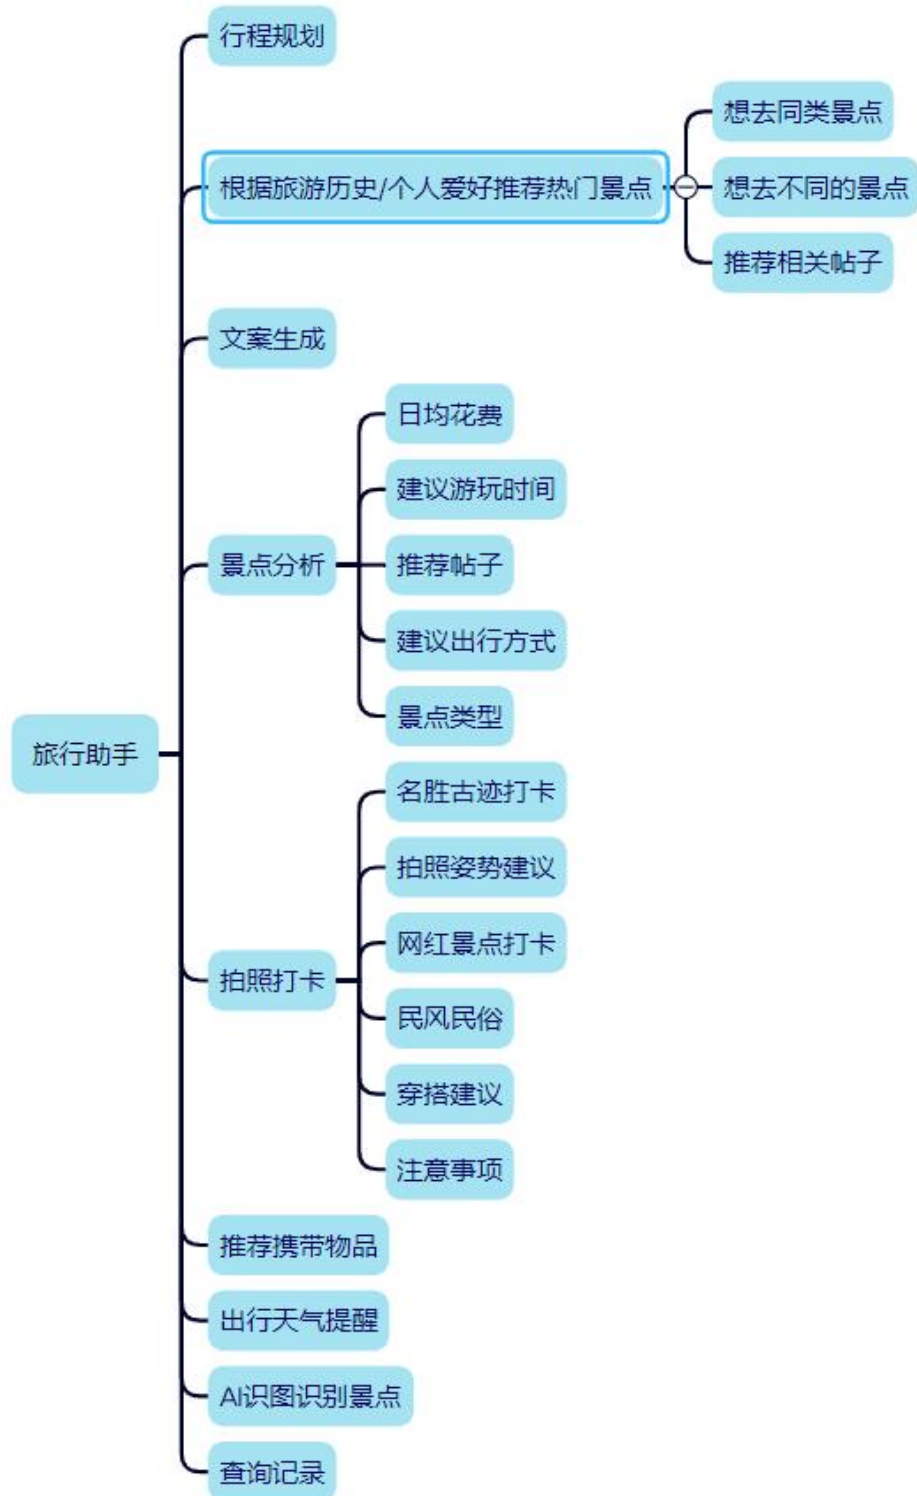 行程规划
想去同类景点
根据旅游历史/个人爱好推荐热门景点
想去不同的景点
推荐相关帖子
文案生成
日均花费
建议游玩时间
景点分析
推荐帖子
建议出行方式
景点类型
旅行助手
名胜古迹打卡
拍照姿势建议
网红景点打卡
拍照打卡
民风民俗
穿搭建议
注意事项
推荐携带物品
出行天气提醒
AI识图识别景点
查询记录